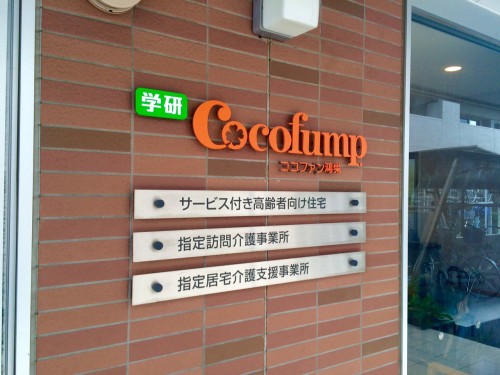 学研
Cocofump
ココファン鴻巣
サービス付き高齢者向け住宅
指定訪問介護事業所
指定居宅介護支援事業所